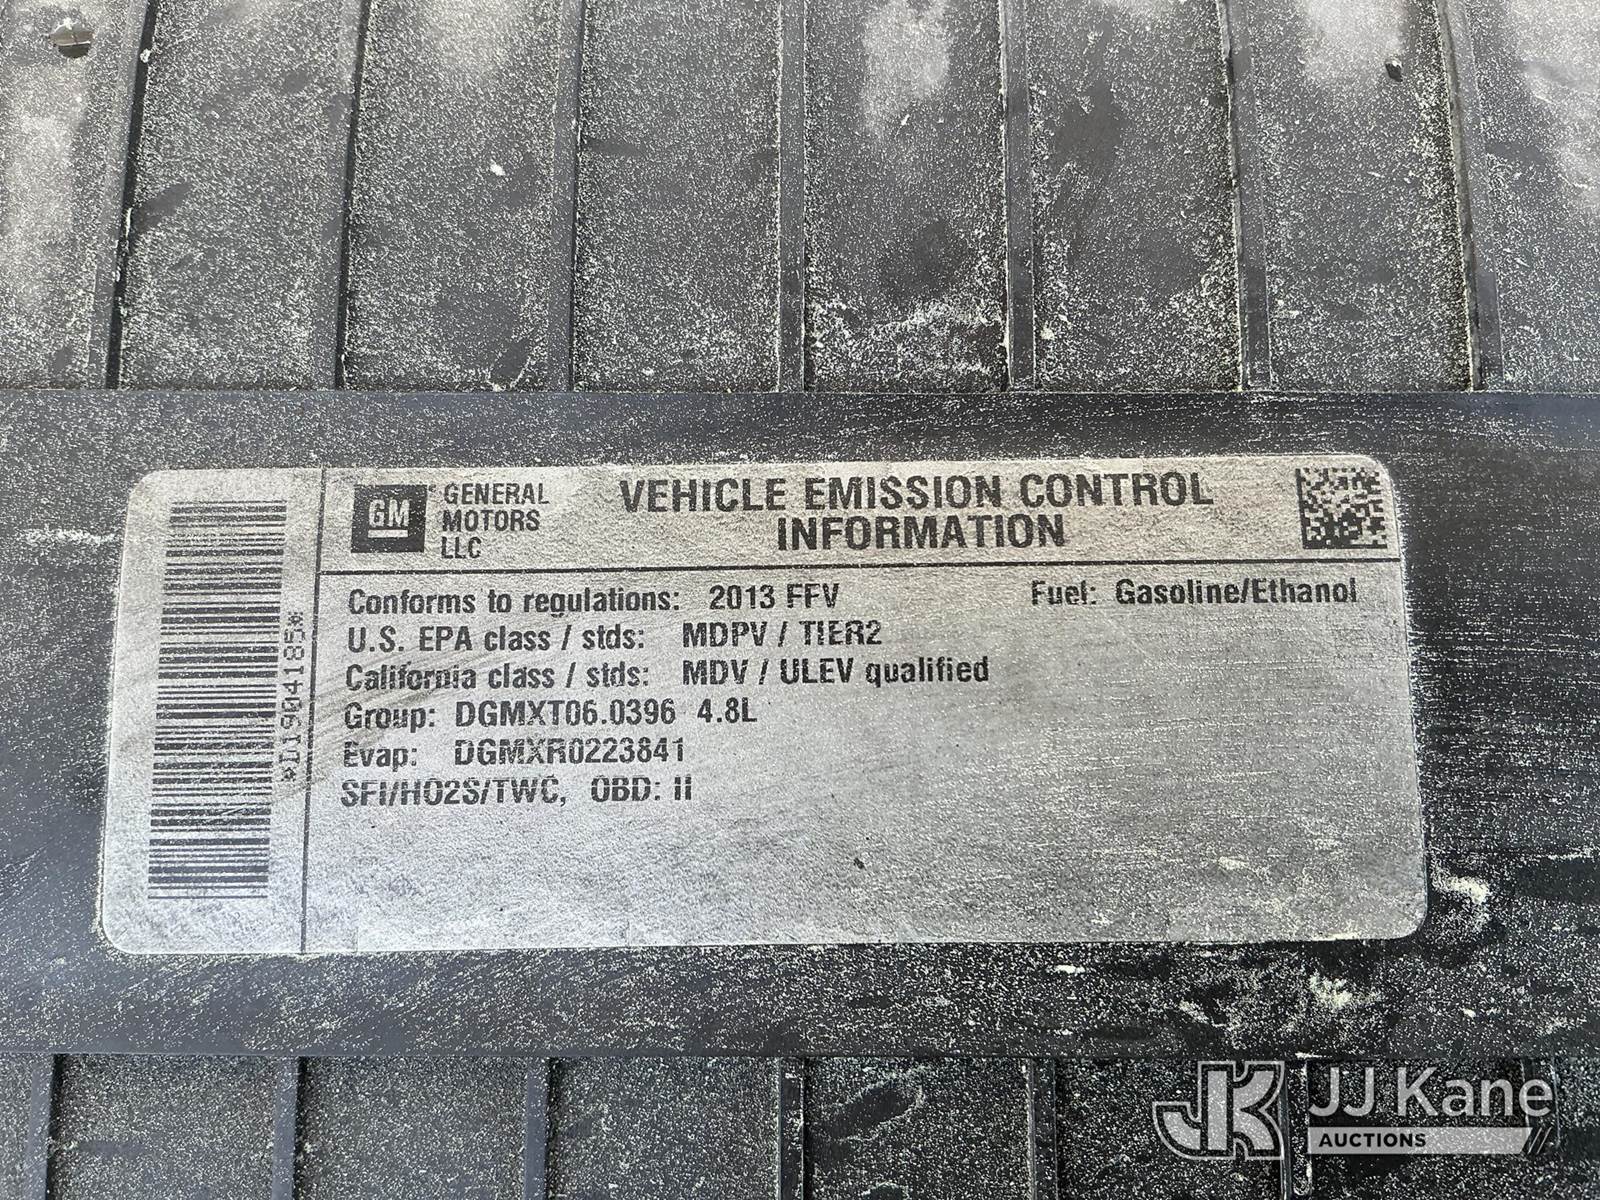 GM GENERAL
MOTORS
LLC
VEHICLE EMISSION CONTROL
INFORMATION
Conforms to regulations: 2013 FFV Fuel: Gasoline/Ethanol
U.S. EPA class / stds: MDPV / TIER2
California class / stds: MDV / ULEV qualified
Group: DGMXT06.0396 4.8L
Evap: DGMXR0223841
SFI/HO2S/TWC, OBD: II
*D1904185*
JK JJ Kane
AUCTIONS